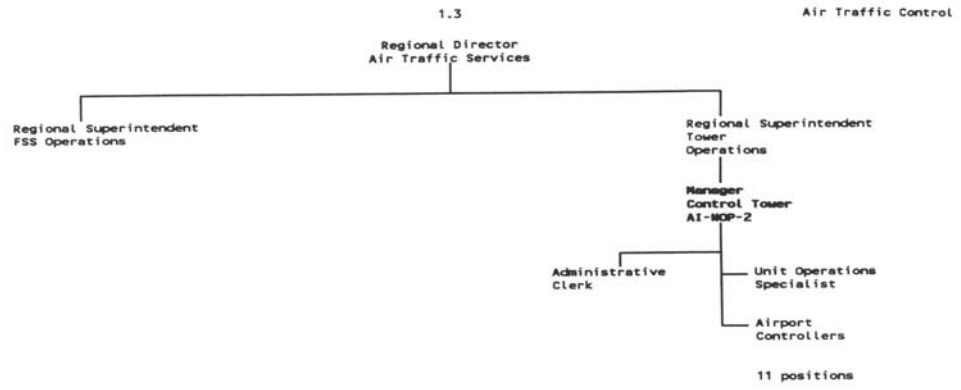 1.3
Air Traffic Control
Regional Director
Air Traffic Services
Regional Superintendent
FSS Operations
Regional Superintendent
Tower
Operations
Manager
Control Tower
AI-NOP-2
Administrative
Clerk
Unit Operations
Specialist
Airport
Controllers
11 positions